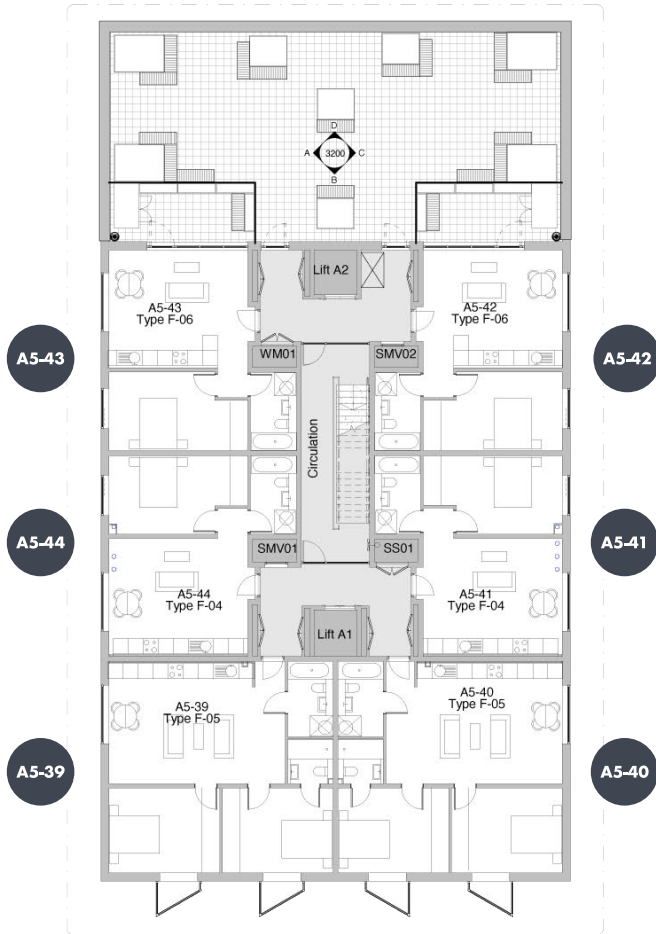 D
A 3200 C
B
Lift A2
A5-43
Type F-06
A5-42
Type F-06
A5-43
WM01
SMV02
A5-42
Circulation
A5-44
SMV01
SS01
A5-41
A5-44
Type F-04
A5-41
Type F-04
Lift A1
A5-39
Type F-05
A5-40
Type F-05
A5-39
A5-40